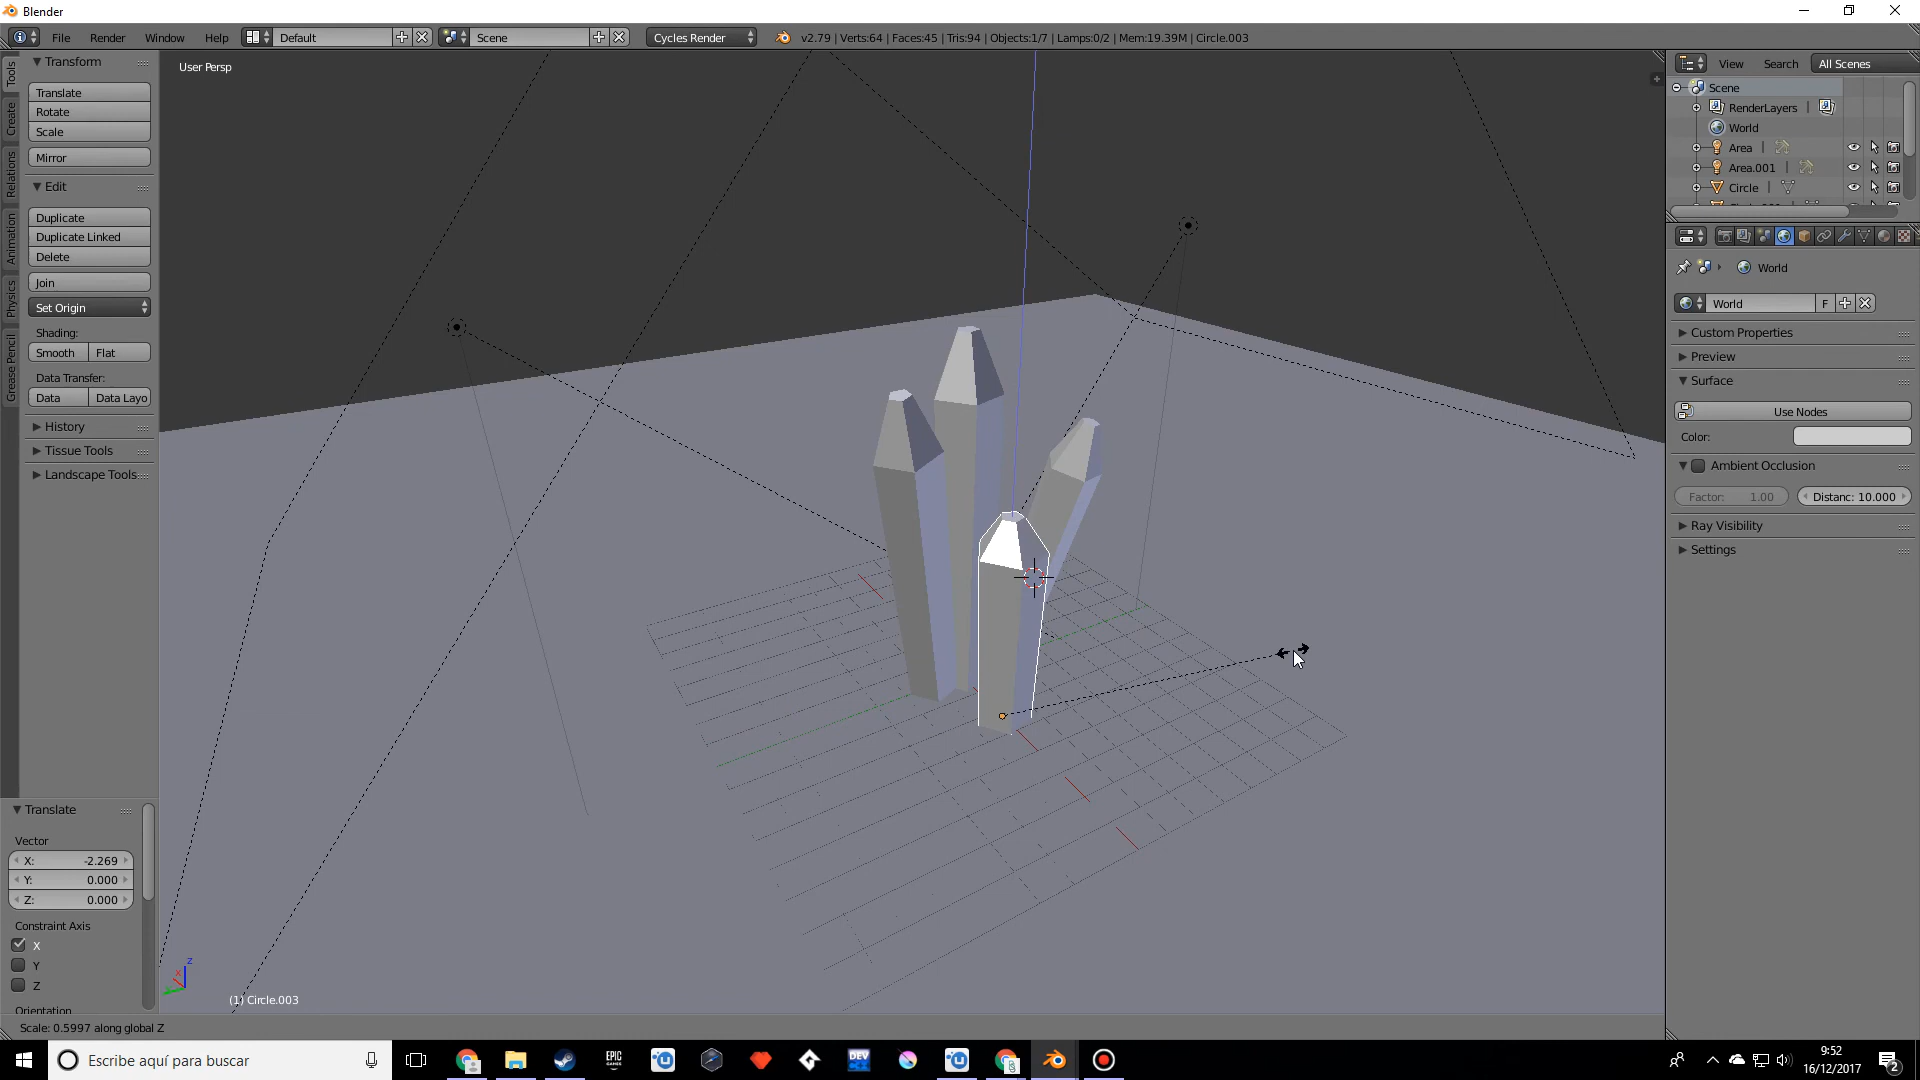 Blender
File
Render
Window
Help
Default
Scene
Cycles Render
v2.79 | Verts:64 | Faces:45 | Tris:94 | Objects:1/7 | Lamps:0/2 | Mem:19.39M | Circle.003
Tools
Create
Relations
Animation
Physics
Grease Pencil
Transform
Translate
Rotate
Scale
Mirror
Edit
Duplicate
Duplicate Linked
Delete
Join
Set Origin
Shading:
Smooth
Flat
Data Transfer:
Data
Data Layo
History
Tissue Tools
Landscape Tools
Translate
Vector
X: -2.269
Y: 0.000
Z: 0.000
Constraint Axis
X
Y
Z
Orientation
User Persp
z
x
(1) Circle.003
Scale: 0.5997 along global Z
View
Search
All Scenes
Scene
RenderLayers
World
Area
Area.001
Circle
World
World
F
Custom Properties
Preview
Surface
Use Nodes
Color:
Ambient Occlusion
Factor: 1.00
Distanc: 10.000
Ray Visibility
Settings
Escribe aquí para buscar
EPIC
GAMES
DEV
9:52
16/12/2017
2